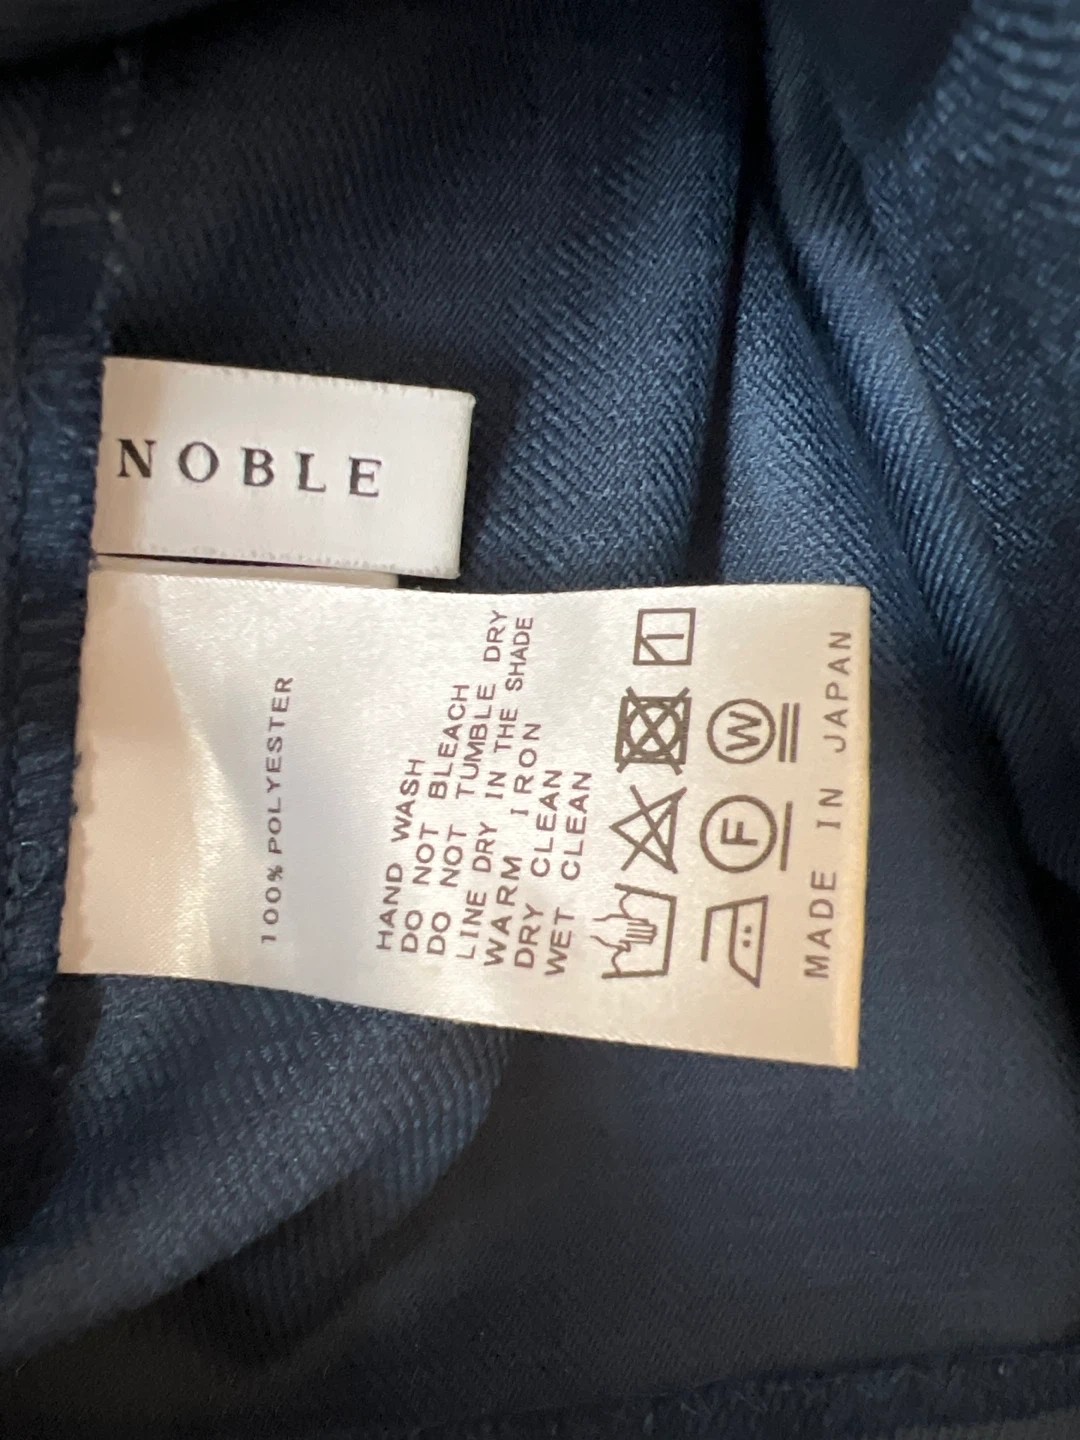 NOBLE
100% POLYESTER
HAND WASH
DO NOT BLEACH
DO NOT TUMBLE DRY
LINE DRY IN THE SHADE
WARM IRON
DRY CLEAN
WET CLEAN
F W
MADE IN JAPAN